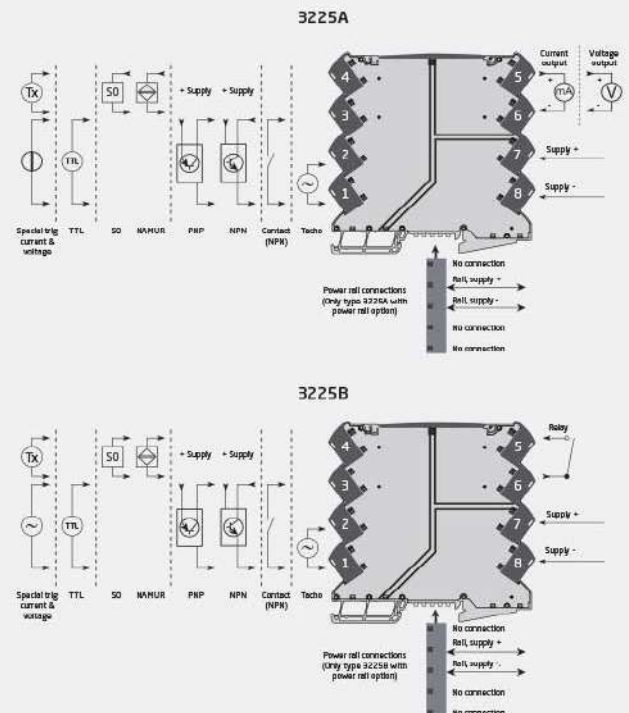 3225A
Tx
S0
+ Supply + Supply
TTL
4
3
2
1
5
6
7
8
Current output
Voltage output
+
mA
-
+
V
-
Supply +
Supply -
Special trig current & voltage
TTL
S0
NAMUR
PNP
NPN
Contact (NPN)
Tacho
Power rail connections
(Only type 3225A with
power rail option)
No connection
Rail, supply +
Rail, supply -
No connection
No connection
3225B
Tx
S0
+ Supply + Supply
TTL
4
3
2
1
5
6
7
8
Relay
Supply +
Supply -
Special trig current & voltage
TTL
S0
NAMUR
PNP
NPN
Contact (NPN)
Tacho
Power rail connections
(Only type 3225B with
power rail option)
No connection
Rail, supply +
Rail, supply -
No connection
No connection